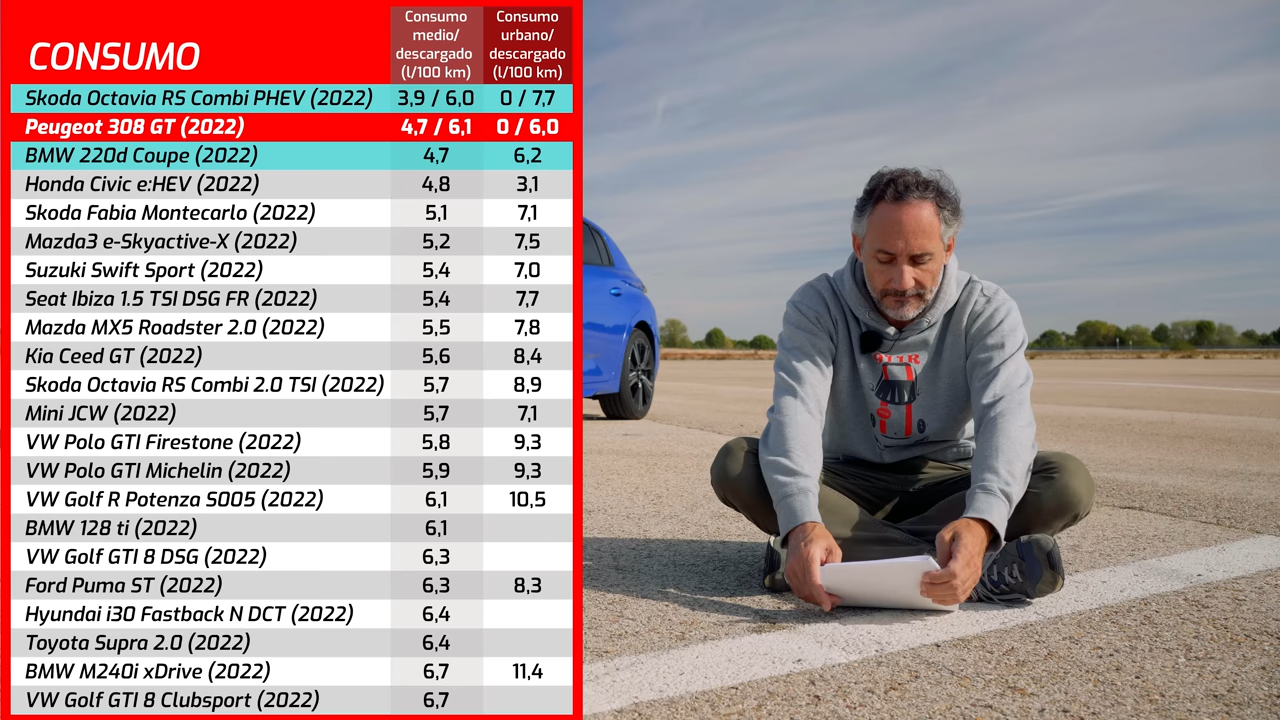 CONSUMO
Consumo
medio/
descargado
(l/100 km)
Consumo
urbano/
descargado
(l/100 km)
Skoda Octavia RS Combi PHEV (2022) 3,9 / 6,0 0 / 7,7
Peugeot 308 GT (2022) 4,7 / 6,1 0 / 6,0
BMW 220d Coupe (2022) 4,7 6,2
Honda Civic e:HEV (2022) 4,8 3,1
Skoda Fabia Montecarlo (2022) 5,1 7,1
Mazda3 e-Skyactive-X (2022) 5,2 7,5
Suzuki Swift Sport (2022) 5,4 7,0
Seat Ibiza 1.5 TSI DSG FR (2022) 5,4 7,7
Mazda MX5 Roadster 2.0 (2022) 5,5 7,8
Kia Ceed GT (2022) 5,6 8,4
Skoda Octavia RS Combi 2.0 TSI (2022) 5,7 8,9
Mini JCW (2022) 5,7 7,1
VW Polo GTI Firestone (2022) 5,8 9,3
VW Polo GTI Michelin (2022) 5,9 9,3
VW Golf R Potenza S005 (2022) 6,1 10,5
BMW 128 ti (2022) 6,1
VW Golf GTI 8 DSG (2022) 6,3
Ford Puma ST (2022) 6,3 8,3
Hyundai i30 Fastback N DCT (2022) 6,4
Toyota Supra 2.0 (2022) 6,4
BMW M240i xDrive (2022) 6,7 11,4
VW Golf GTI 8 Clubsport (2022) 6,7